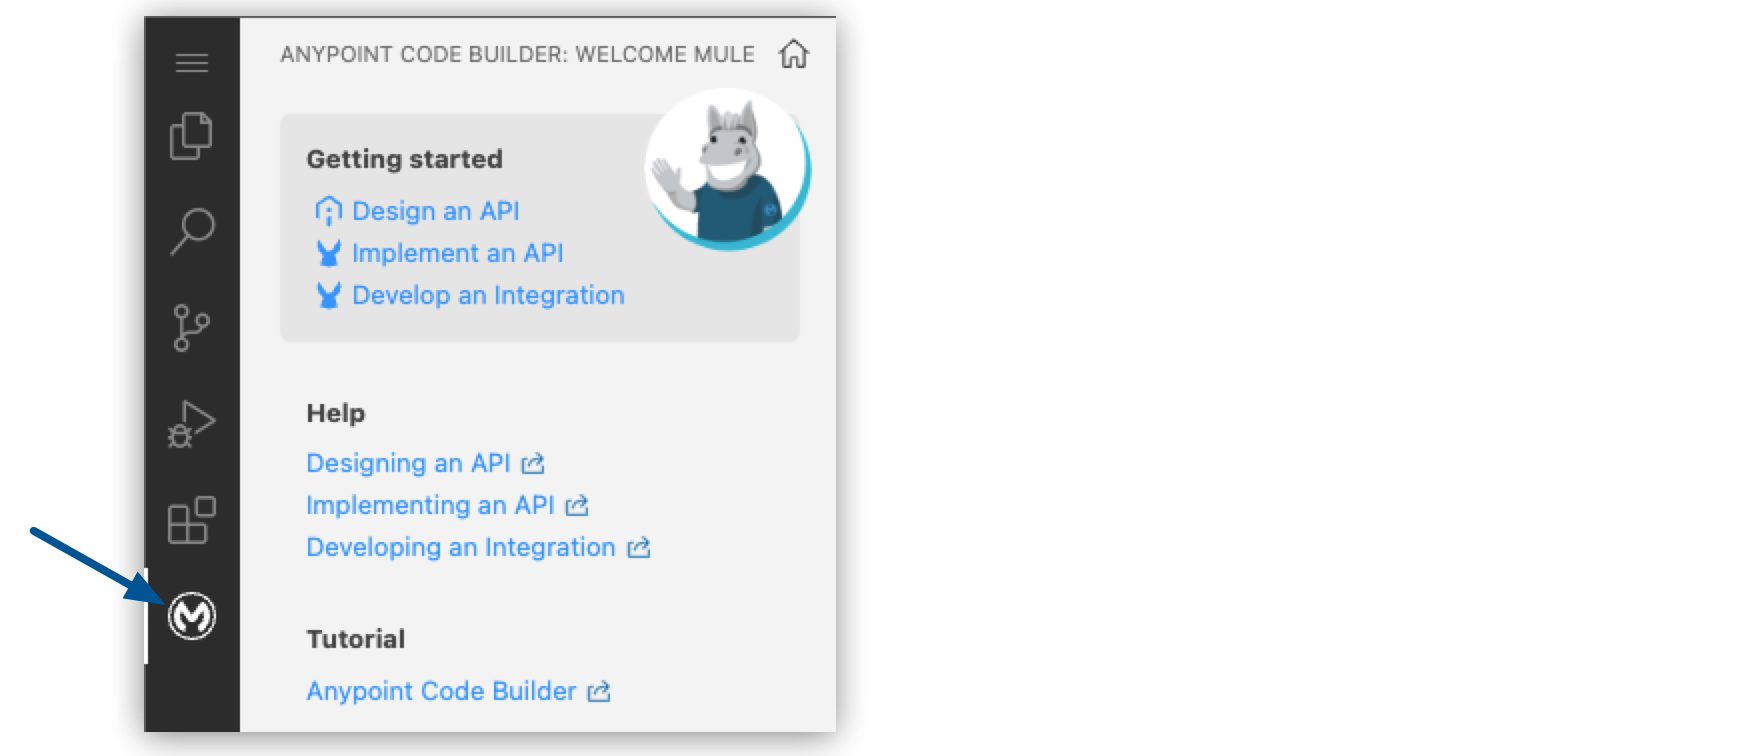 ANYPOINT CODE BUILDER: WELCOME MULE
Getting started
Design an API
Implement an API
Develop an Integration
Help
Designing an API
Implementing an API
Developing an Integration
Tutorial
Anypoint Code Builder